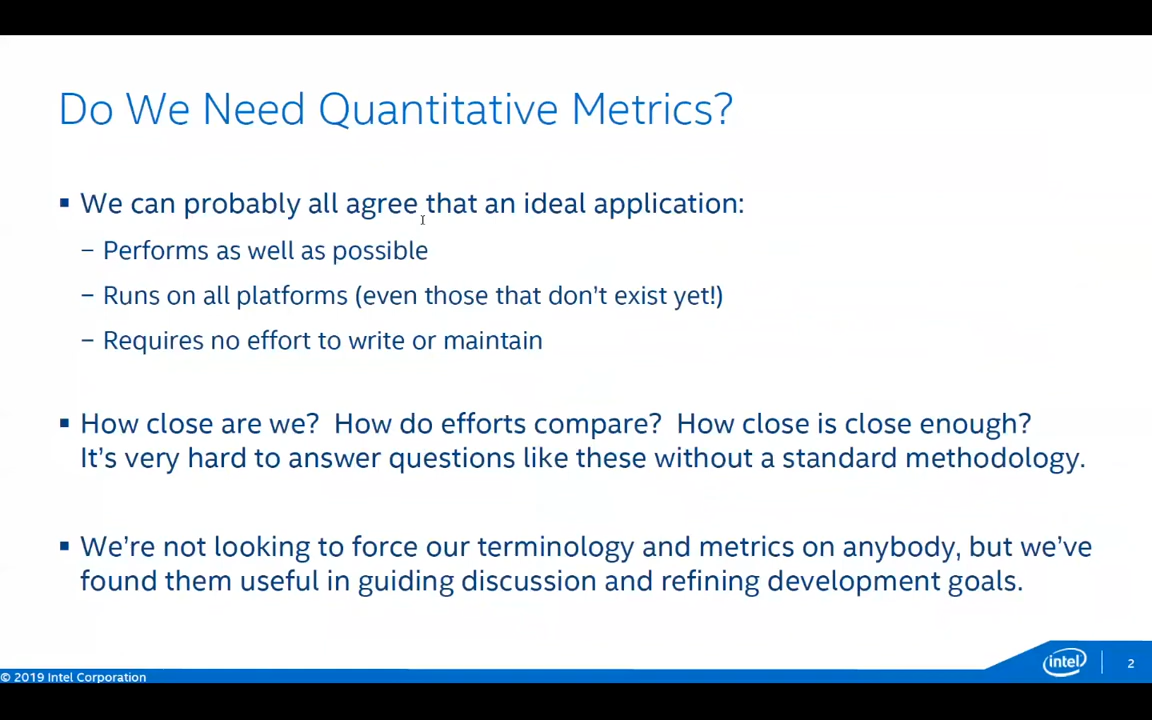 Do We Need Quantitative Metrics?
▪ We can probably all agree that an ideal application:
− Performs as well as possible
− Runs on all platforms (even those that don’t exist yet!)
− Requires no effort to write or maintain
▪ How close are we?  How do efforts compare?  How close is close enough?
It’s very hard to answer questions like these without a standard methodology.
▪ We’re not looking to force our terminology and metrics on anybody, but we’ve
found them useful in guiding discussion and refining development goals.
© 2019 Intel Corporation
intel
2